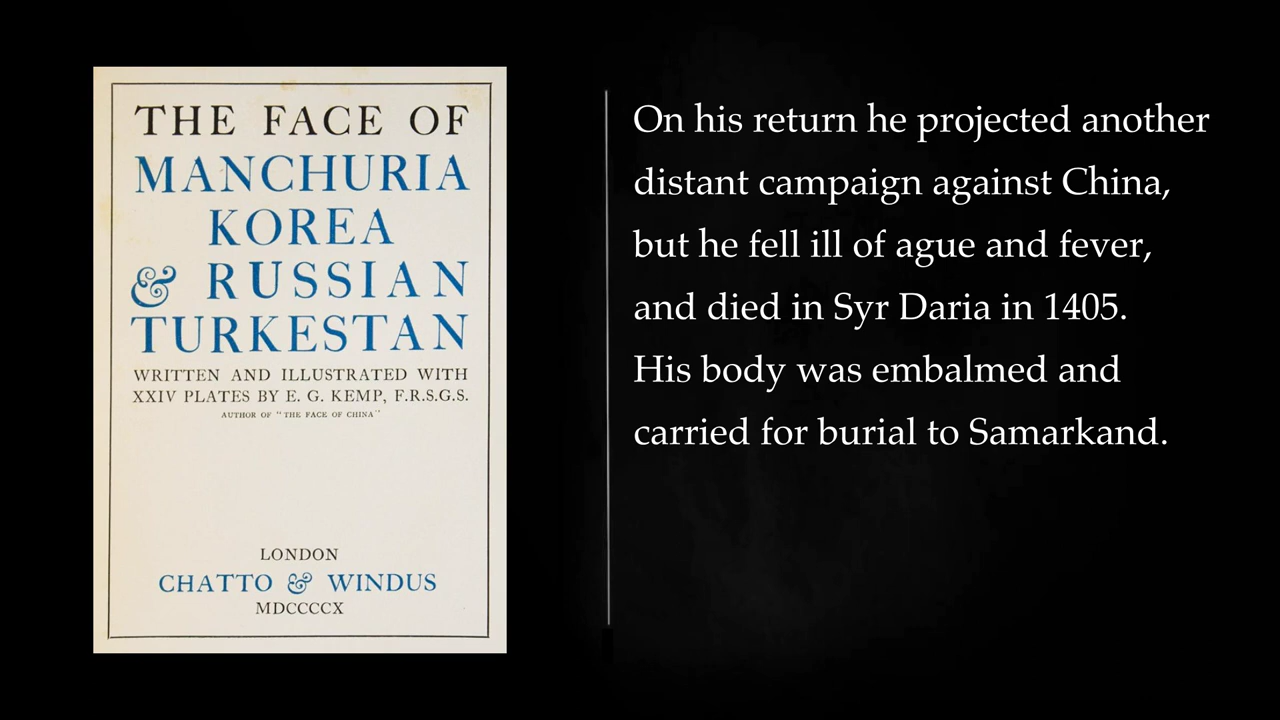 THE FACE OF
MANCHURIA
KOREA
& RUSSIAN
TURKESTAN
WRITTEN AND ILLUSTRATED WITH
XXIV PLATES BY E. G. KEMP, F.R.S.G.S.
AUTHOR OF "THE FACE OF CHINA"
LONDON
CHATTO & WINDUS
MDCCCCX
On his return he projected another
distant campaign against China,
but he fell ill of ague and fever,
and died in Syr Daria in 1405.
His body was embalmed and
carried for burial to Samarkand.